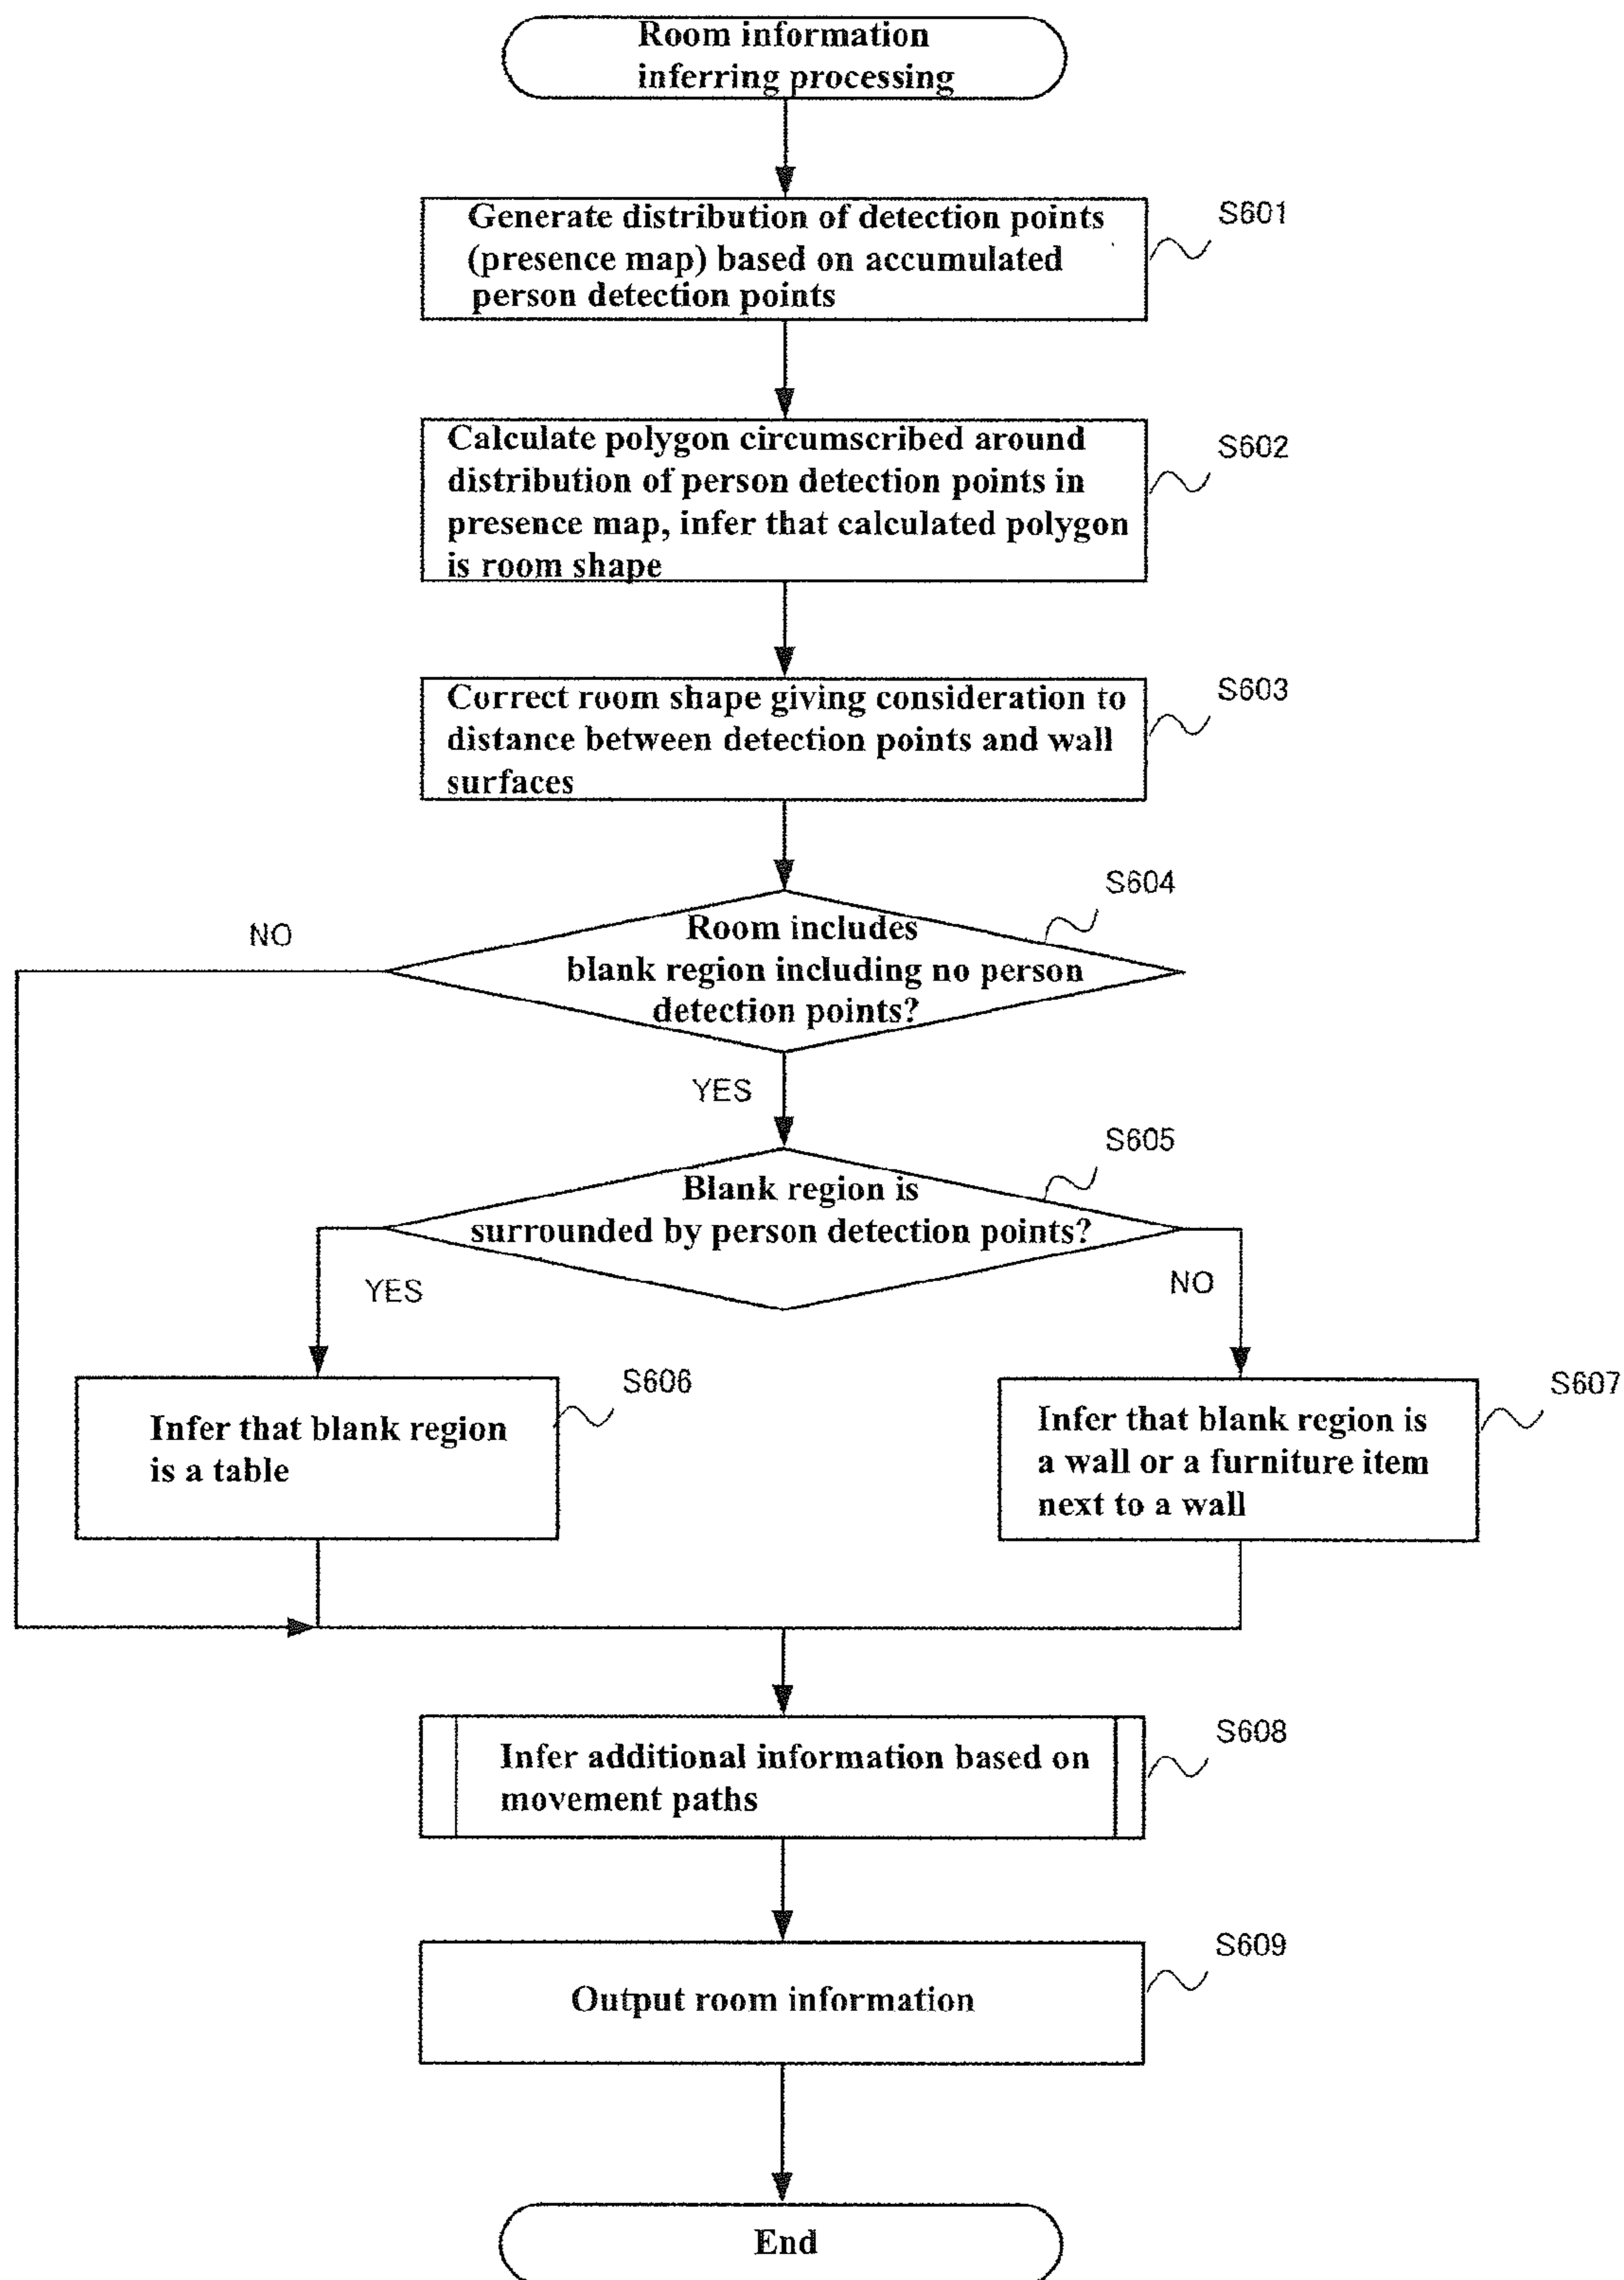 Room information
inferring processing
S601
Generate distribution of detection points
(presence map) based on accumulated
person detection points
S602
Calculate polygon circumscribed around
distribution of person detection points in
presence map, infer that calculated polygon
is room shape
S603
Correct room shape giving consideration to
distance between detection points and wall
surfaces
S604
NO
Room includes
blank region including no person
detection points?
YES
S605
Blank region is
surrounded by person detection points?
YES
NO
S606
Infer that blank region
is a table
S607
Infer that blank region is
a wall or a furniture item
next to a wall
S608
Infer additional information based on
movement paths
S609
Output room information
End